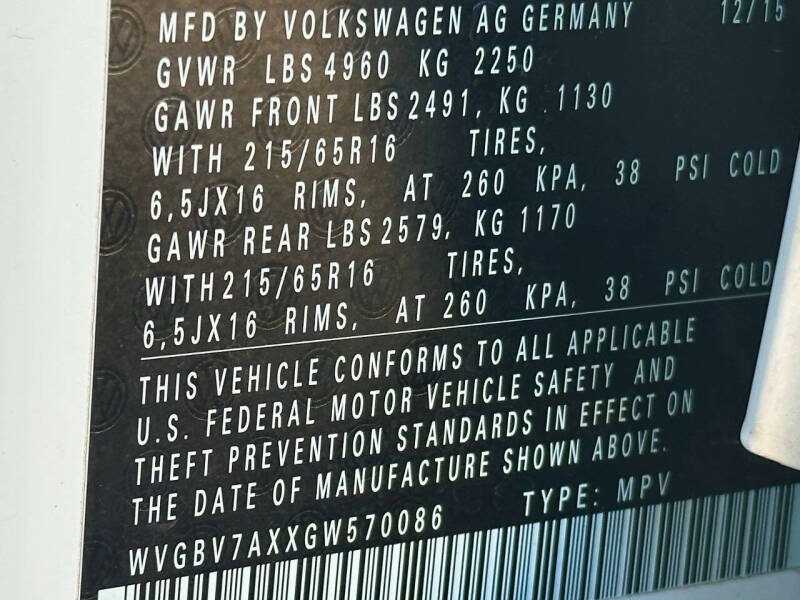 MFD BY VOLKSWAGEN AG GERMANY 12/15
GVWR LBS 4960 KG 2250
GAWR FRONT LBS 2491, KG 1130
WITH 215/65R16 TIRES,
6,5JX16 RIMS, AT 260 KPA, 38 PSI COLD
GAWR REAR LBS 2579, KG 1170
WITH 215/65R16 TIRES,
6,5JX16 RIMS, AT 260 KPA, 38 PSI COLD
THIS VEHICLE CONFORMS TO ALL APPLICABLE
U.S. FEDERAL MOTOR VEHICLE SAFETY AND
THEFT PREVENTION STANDARDS IN EFFECT ON
THE DATE OF MANUFACTURE SHOWN ABOVE.
WVGBV7AXXGW570086 TYPE: MPV